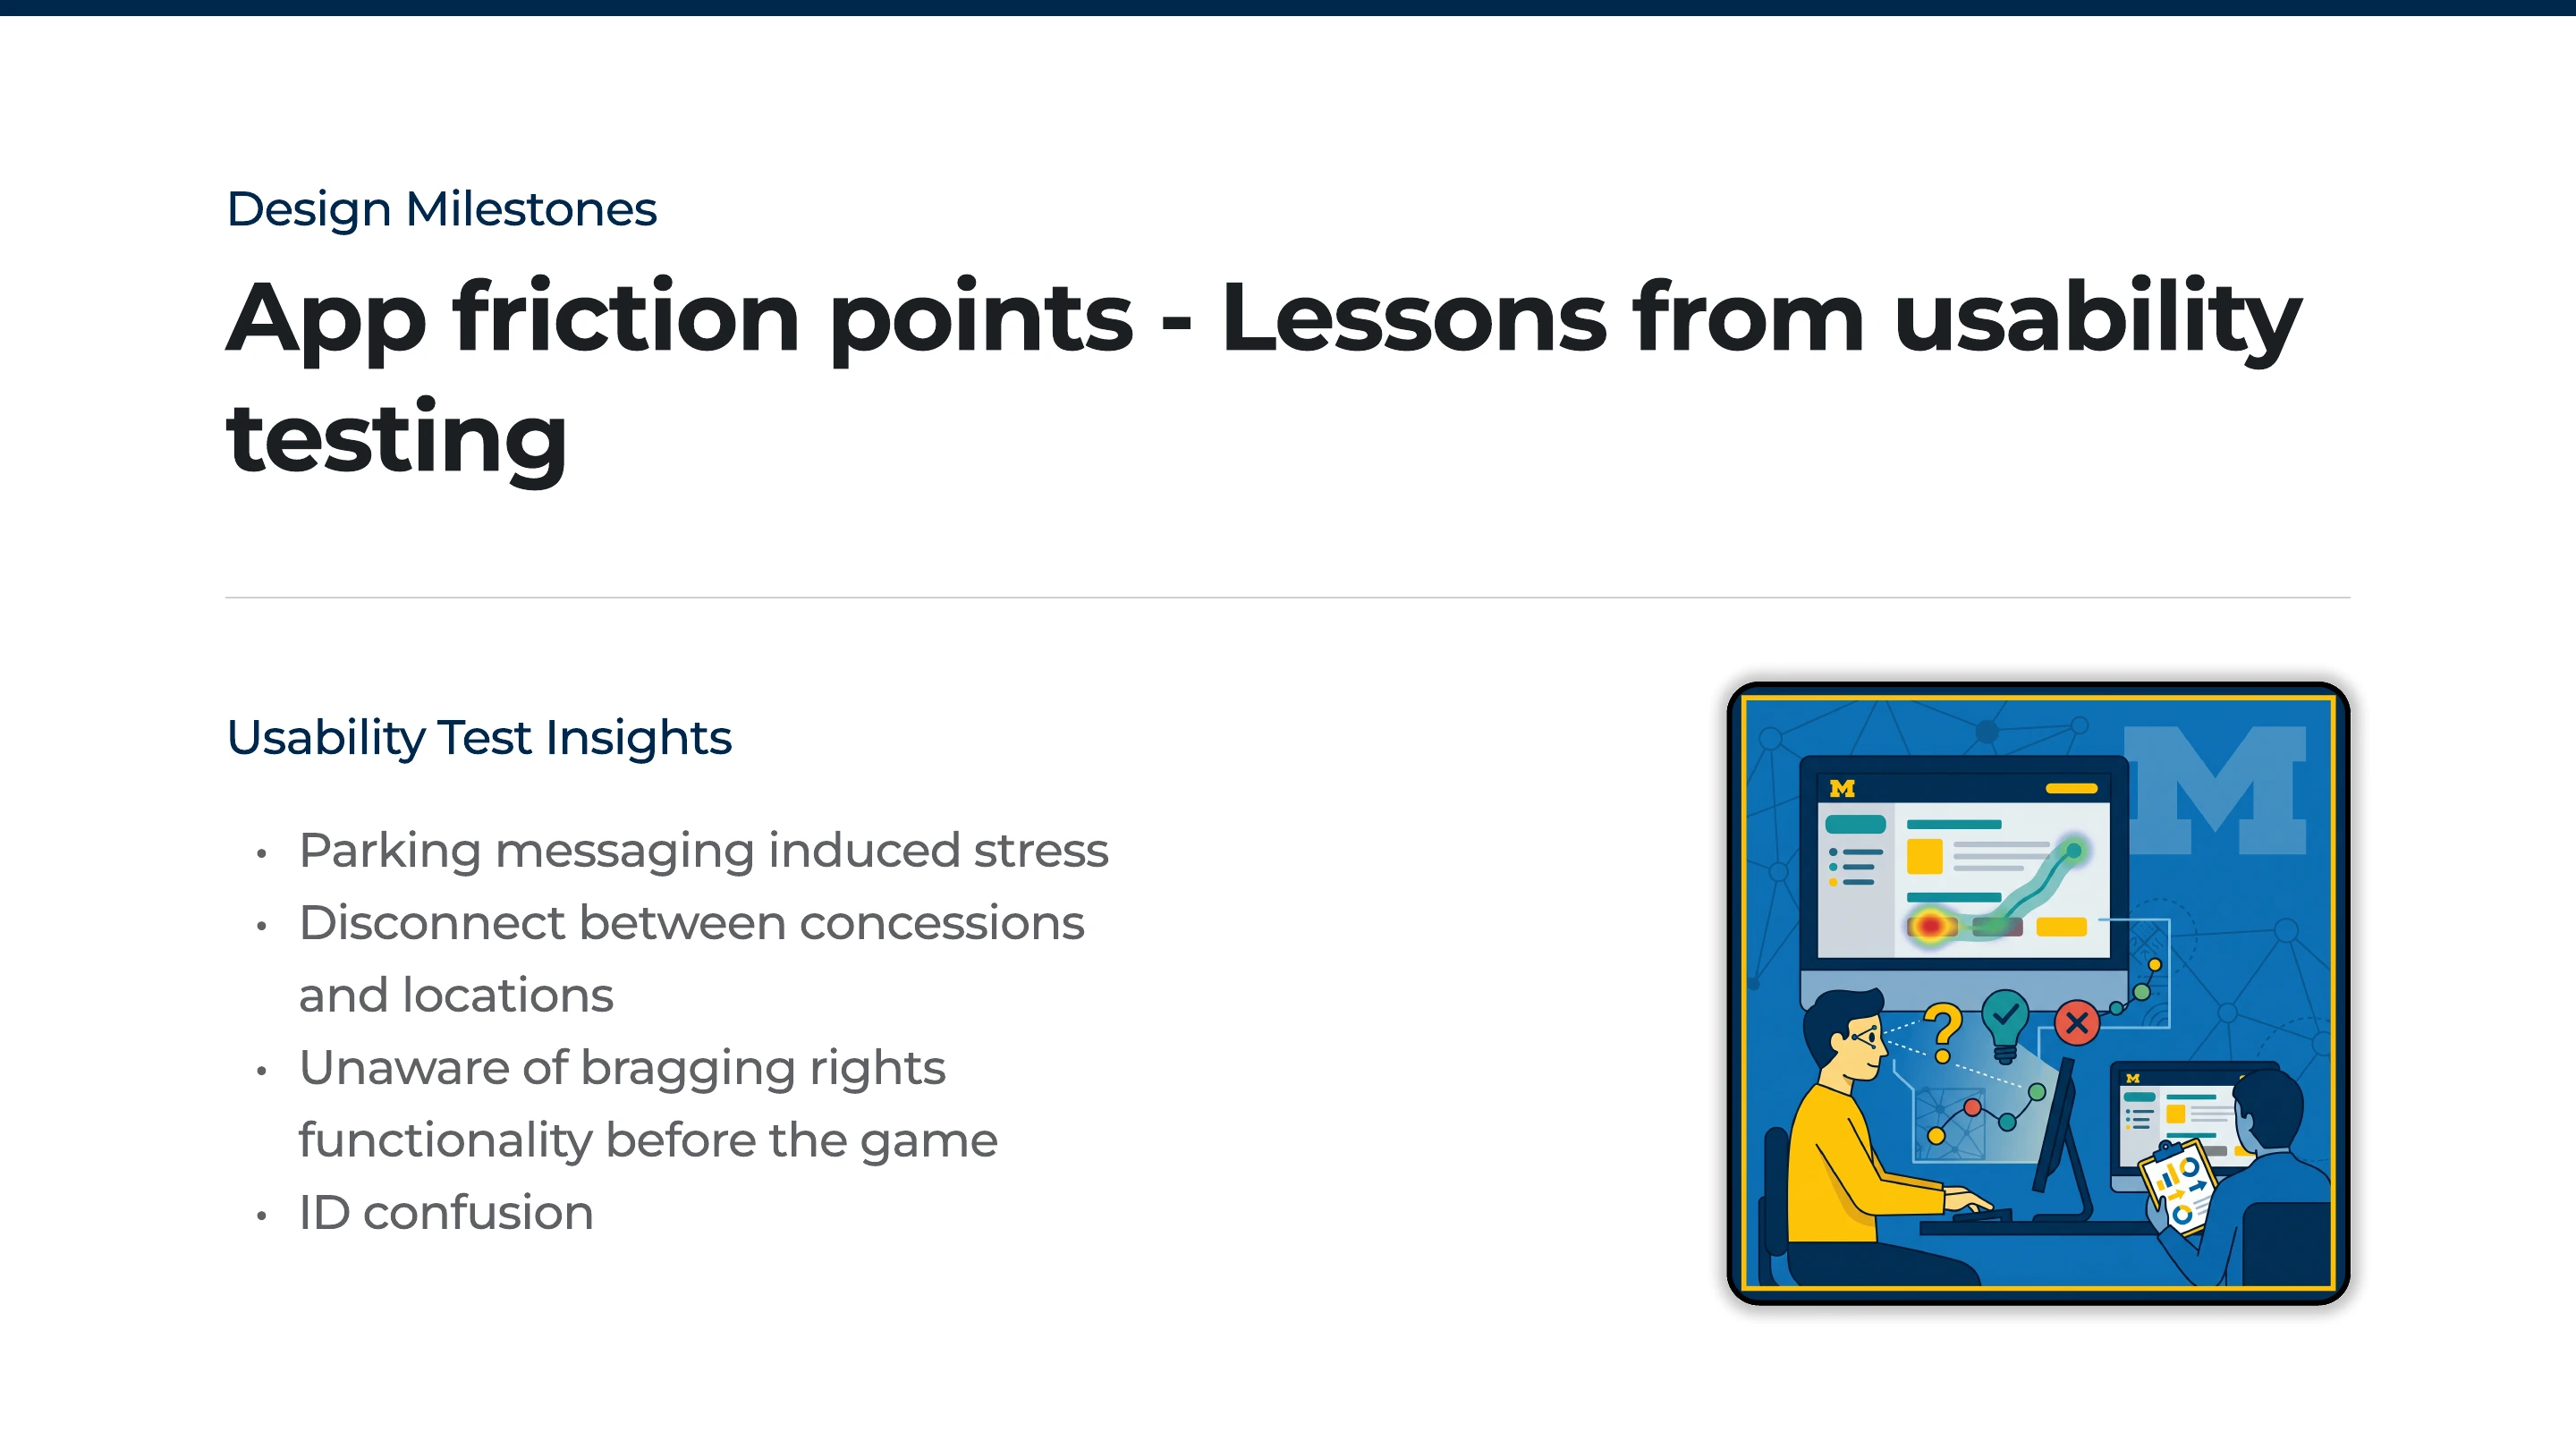 Design Milestones
App friction points - Lessons from usability
testing
Usability Test Insights
• Parking messaging induced stress
• Disconnect between concessions
and locations
• Unaware of bragging rights
functionality before the game
• ID confusion
M
M
?
M